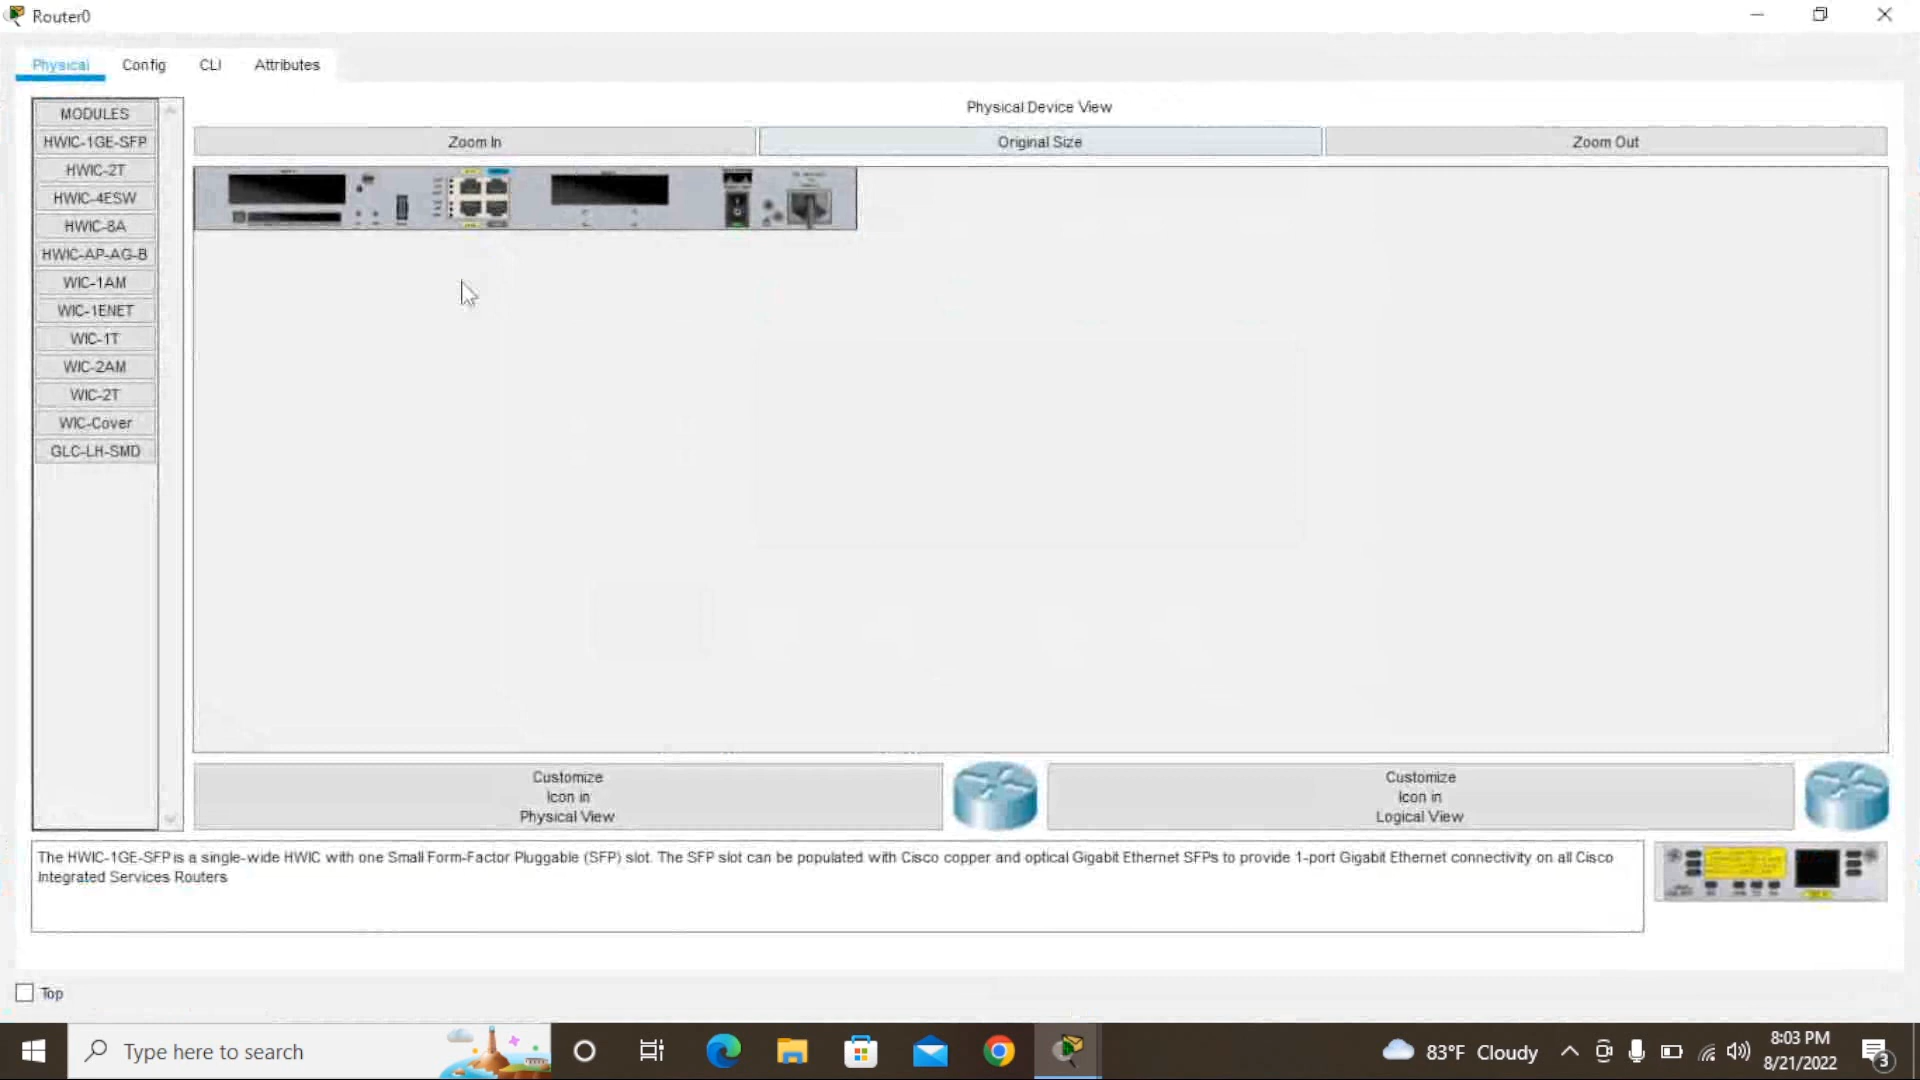 Router0
Physical
Config
CLI
Attributes
MODULES
HWIC-1GE-SFP
HWIC-2T
HWIC-4ESW
HWIC-8A
HWIC-AP-AG-B
WIC-1AM
WIC-1ENET
WIC-1T
WIC-2AM
WIC-2T
WIC-Cover
GLC-LH-SMD
Physical Device View
Zoom In
Original Size
Zoom Out
Customize
Icon in
Physical View
Customize
Icon in
Logical View
The HWIC-1GE-SFP is a single-wide HWIC with one Small Form-Factor Pluggable (SFP) slot. The SFP slot can be populated with Cisco copper and optical Gigabit Ethernet SFPs to provide 1-port Gigabit Ethernet connectivity on all Cisco
Integrated Services Routers
Top
Type here to search
83°F Cloudy
8:03 PM
8/21/2022
3